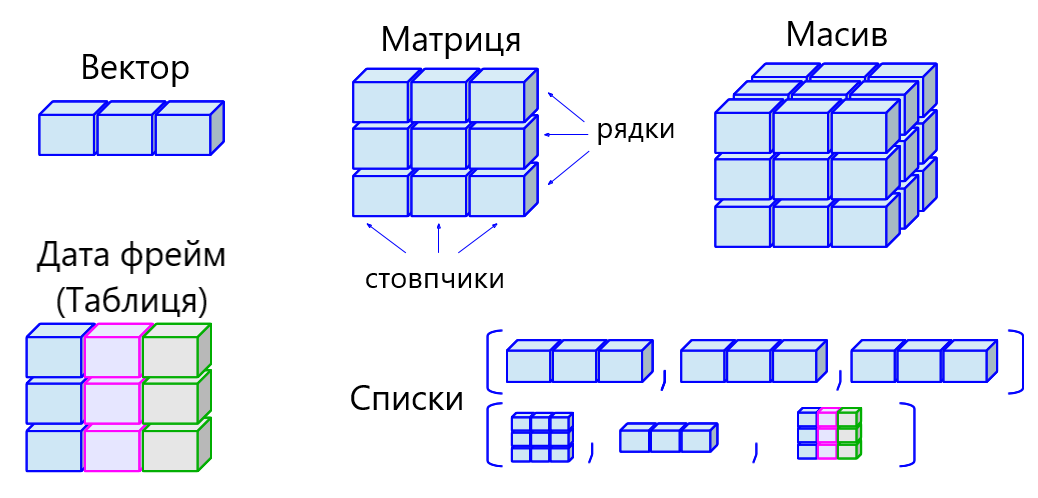 Вектор
Матриця
Масив
рядки
стовпчики
Дата фрейм
(Таблиця)
Списки